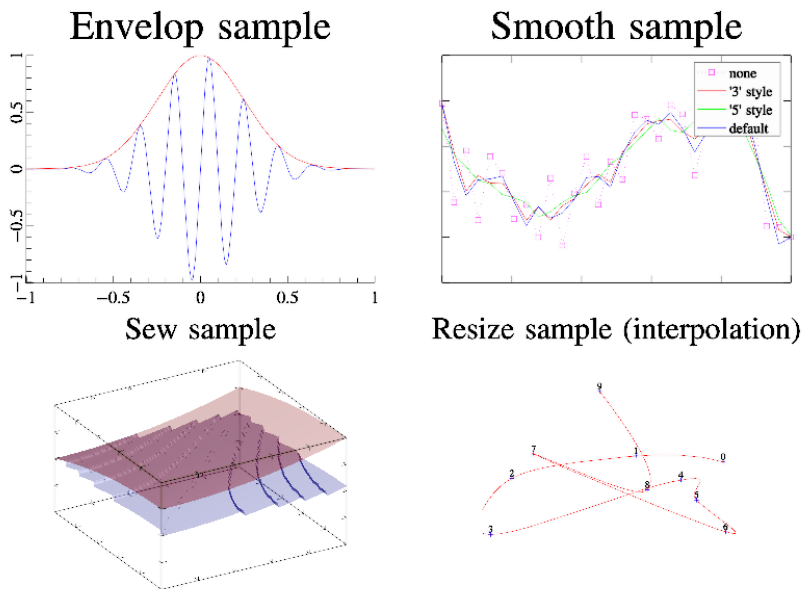 Envelop sample
1
0.5
0
−0.5
−1
−1
−0.5
0
0.5
1
Smooth sample
none
'3' style
'5' style
default
Sew sample
Resize sample (interpolation)
9
7
1
0
2
4
8
5
3
6